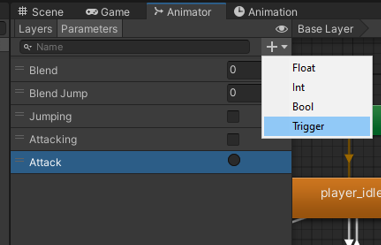 Scene Game Animator Animation
Layers Parameters Base Layer
Name
Float
Int
Bool
Trigger
Blend 0
Blend Jump 0
Jumping
Attacking
Attack
player_idle